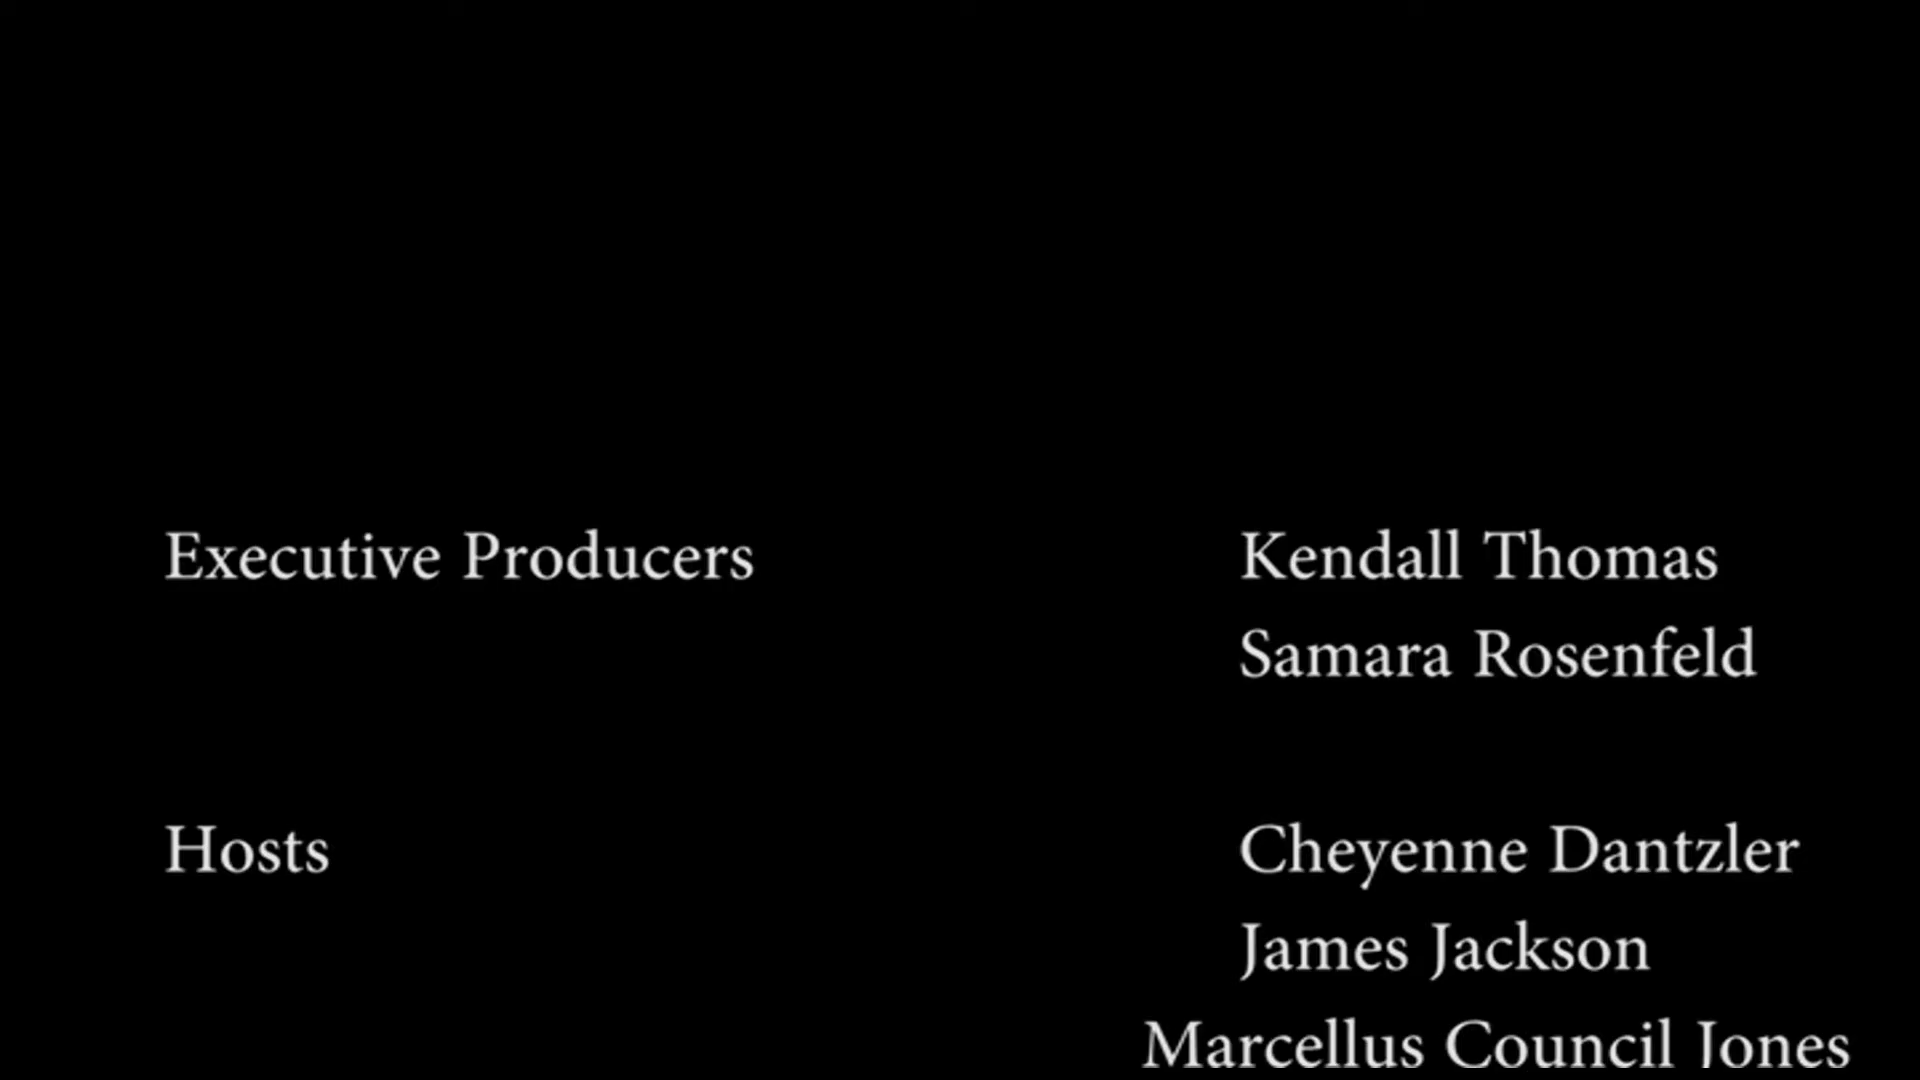 Executive Producers Kendall Thomas
Samara Rosenfeld
Hosts Cheyenne Dantzler
James Jackson
Marcellus Council Jones